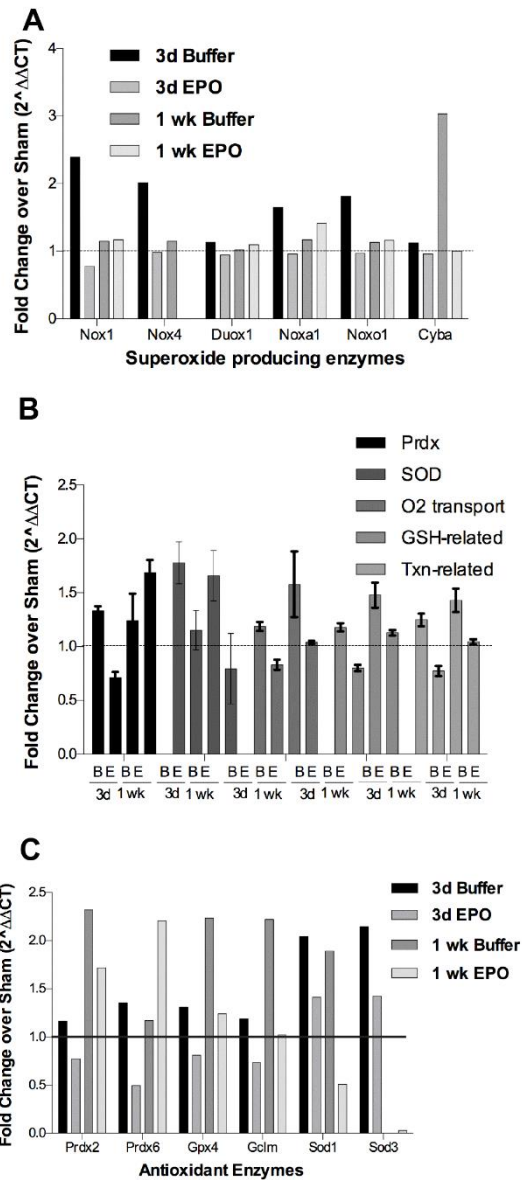 A
Fold Change over Sham (2^ΔΔCT)
4
3
2
1
0
3d Buffer
3d EPO
1 wk Buffer
1 wk EPO
Nox1 Nox4 Duox1 Noxa1 Noxo1 Cyba
Superoxide producing enzymes
B
Fold Change over Sham (2^ΔΔCT)
2.5
2.0
1.5
1.0
0.5
0.0
Prdx
SOD
O2 transport
GSH-related
Txn-related
B E B E B E B E B E B E B E B E B E B E
3d 1 wk 3d 1 wk 3d 1 wk 3d 1 wk 3d 1 wk
C
Fold Change over Sham (2^ΔΔCT)
2.5
2.0
1.5
1.0
0.5
0.0
3d Buffer
3d EPO
1 wk Buffer
1 wk EPO
Prdx2 Prdx6 Gpx4 Gclm Sod1 Sod3
Antioxidant Enzymes